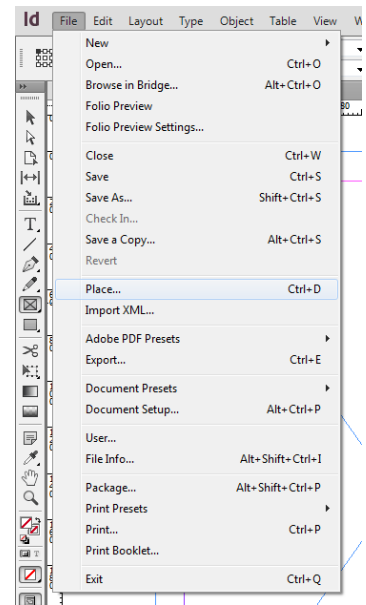 Id File Edit Layout Type Object Table View
New
Open... Ctrl+O
Browse in Bridge... Alt+Ctrl+O
Folio Preview
Folio Preview Settings...
Close Ctrl+W
Save Ctrl+S
Save As... Shift+Ctrl+S
Check In...
Save a Copy... Alt+Ctrl+S
Revert
Place... Ctrl+D
Import XML...
Adobe PDF Presets
Export... Ctrl+E
Document Presets
Document Setup... Alt+Ctrl+P
User...
File Info... Alt+Shift+Ctrl+I
Package... Alt+Shift+Ctrl+P
Print Presets
Print... Ctrl+P
Print Booklet...
Exit Ctrl+Q